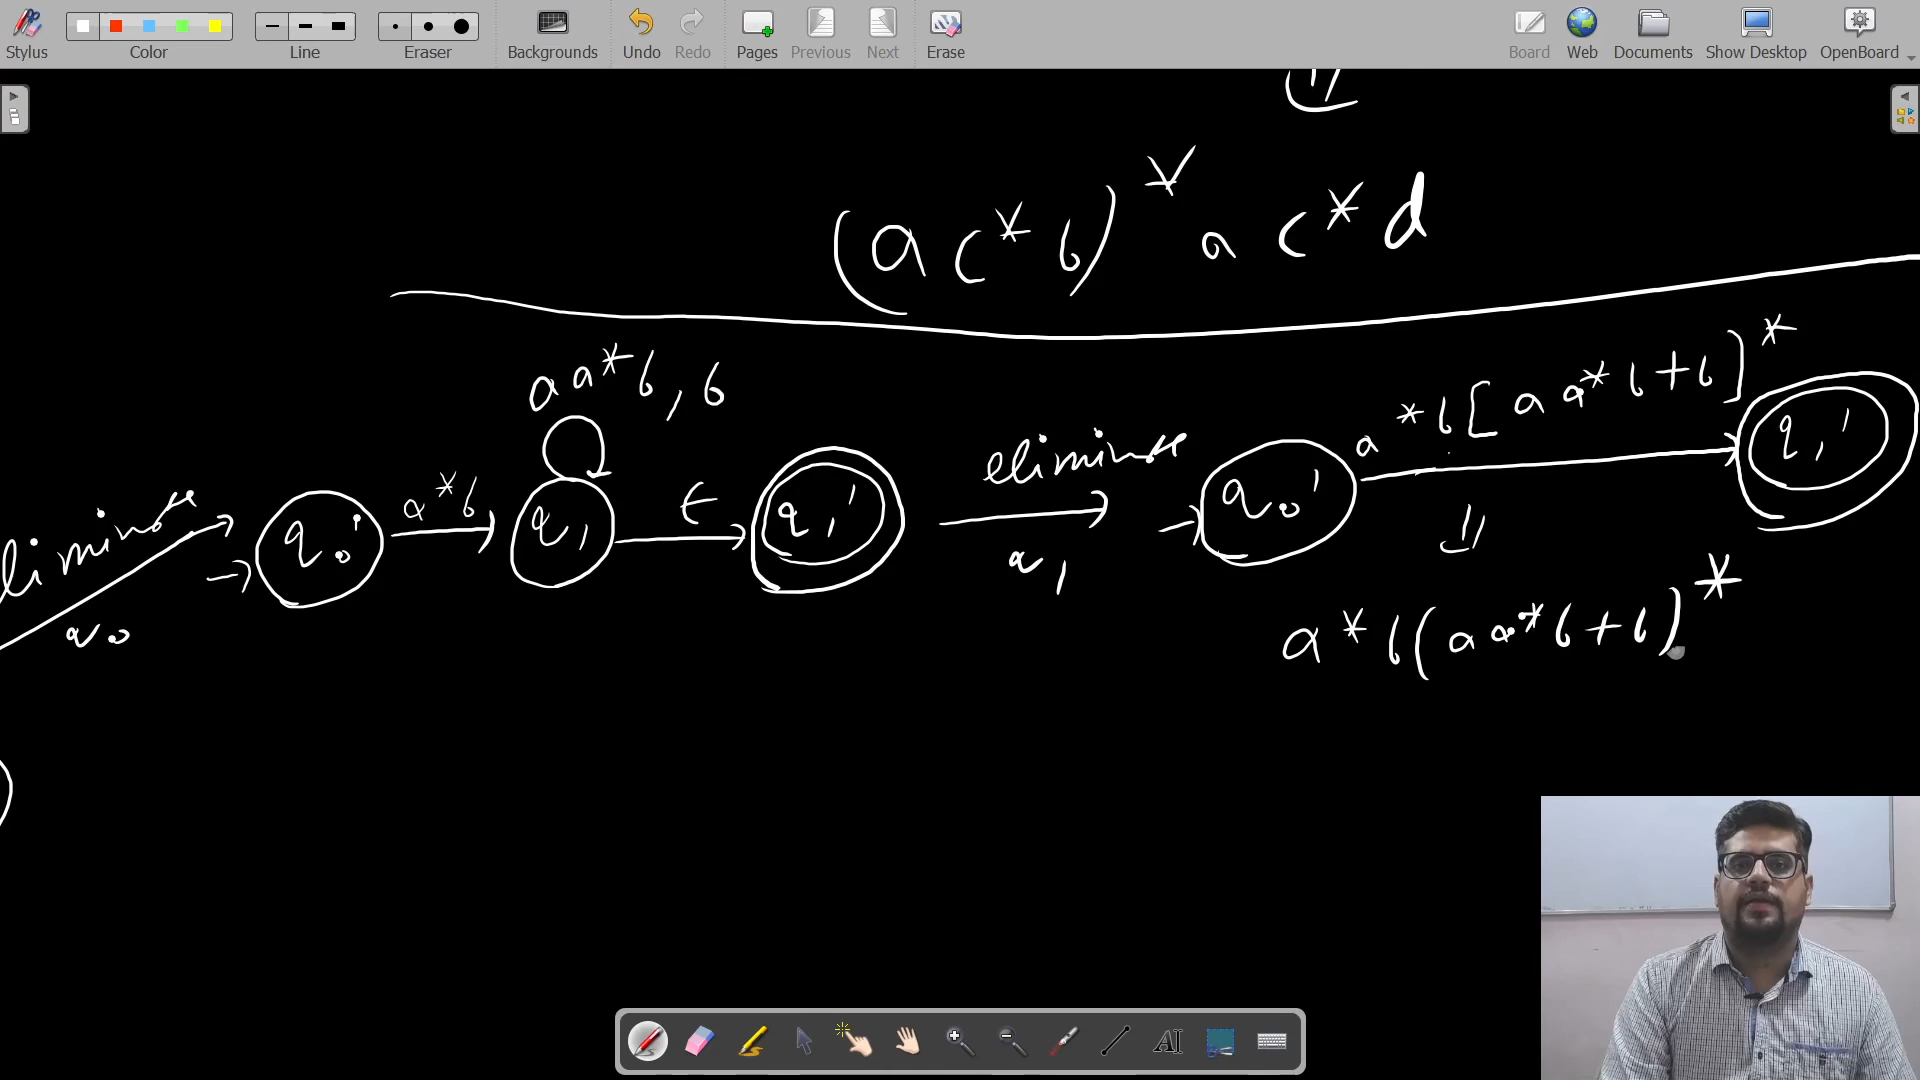 Stylus Color Line Eraser Backgrounds Undo Redo Pages Previous Next Erase Board Web Documents Show Desktop OpenBoard
(ac*b)* ac*d
aa*b, b
a*b[aa*b+b]*
eliminate
q₀
→ q₀' a*b q₁ ϵ q₁'
eliminate
q₁
→ q₀' q₁'
⇓
a*b(aa*b+b)*